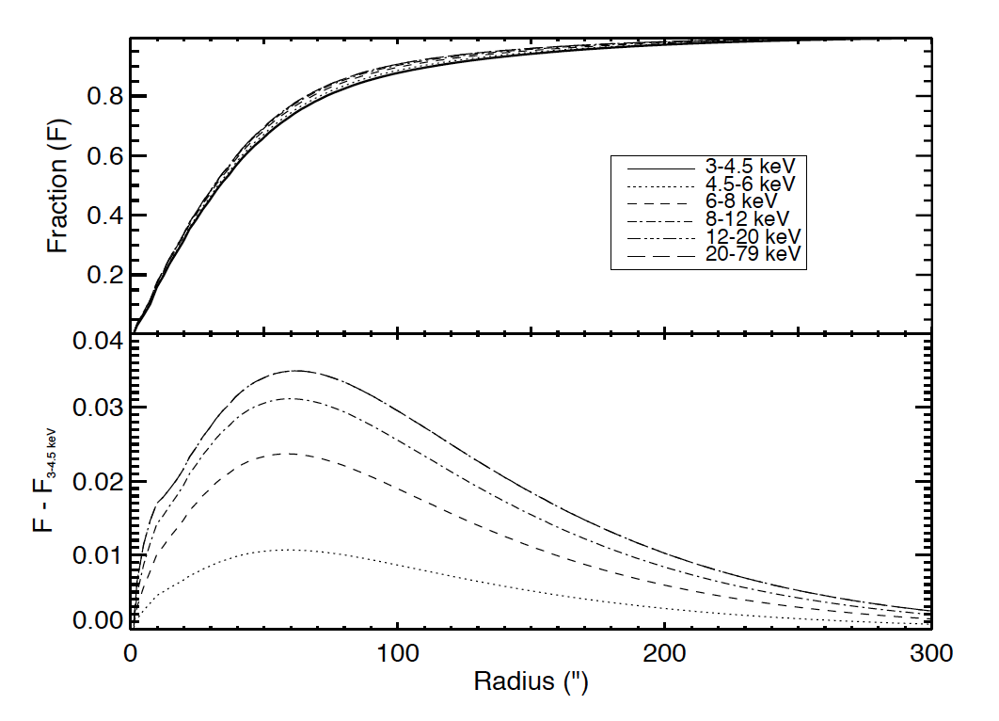 Fraction (F)
0.8
0.6
0.4
0.2
3-4.5 keV
4.5-6 keV
6-8 keV
8-12 keV
12-20 keV
20-79 keV
F - F3-4.5 keV
0.04
0.03
0.02
0.01
0.00
0 100 200 300
Radius (")